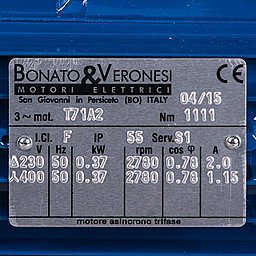 BONATO & VERONESI CE
MOTORI ELETTRICI
San Giovanni in Persiceto (BO) ITALY 04/15
3~ mot. T71A2 Nm 1111
I.Cl. F IP 55 Serv. S1
V Hz kW rpm cos φ A
Δ230 50 0.37 2780 0.78 2.0
⅄400 50 0.37 2780 0.78 1.15
motore asincrono trifase